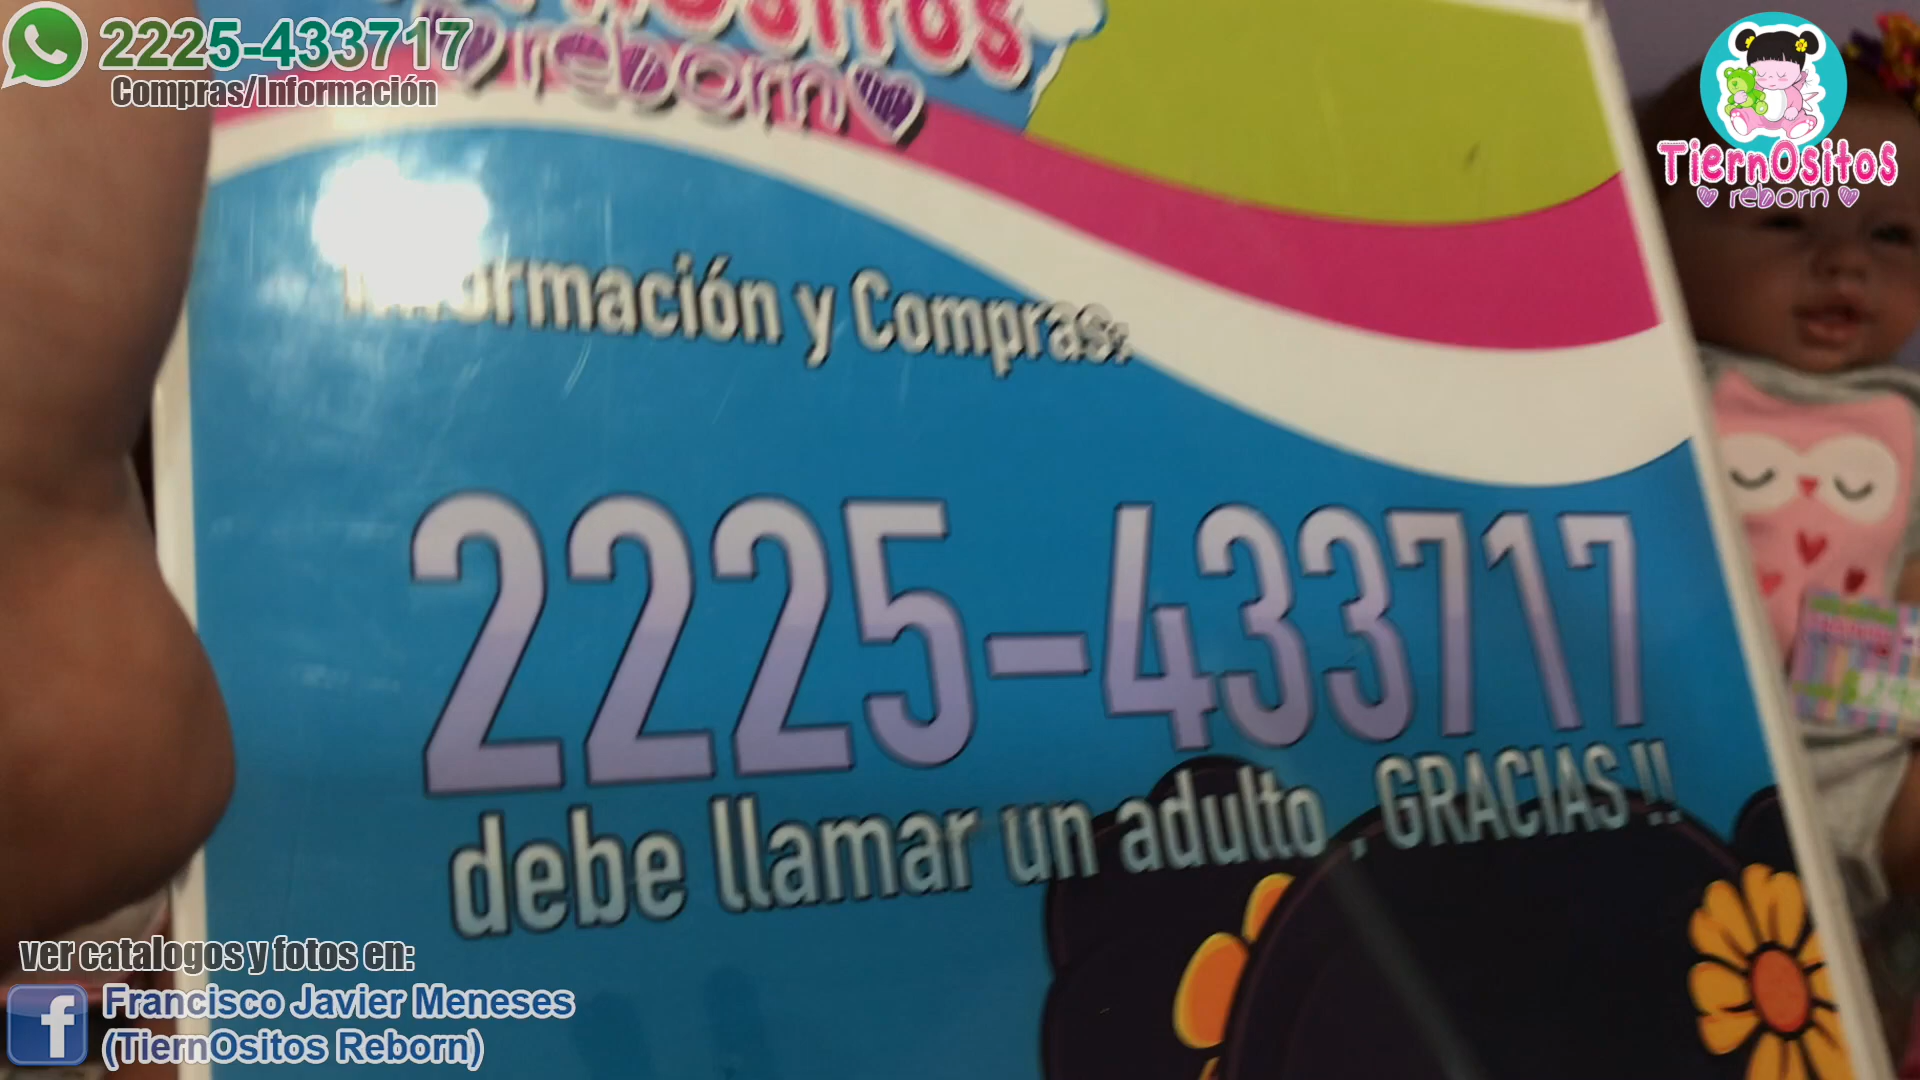 2225-433717
Compras/Información
TiernOsitos
reborn
reborn
Información y Compras:
2225-433717
debe llamar un adulto . GRACIAS !!
ver catalogos y fotos en:
Francisco Javier Meneses
(TiernOsitos Reborn)